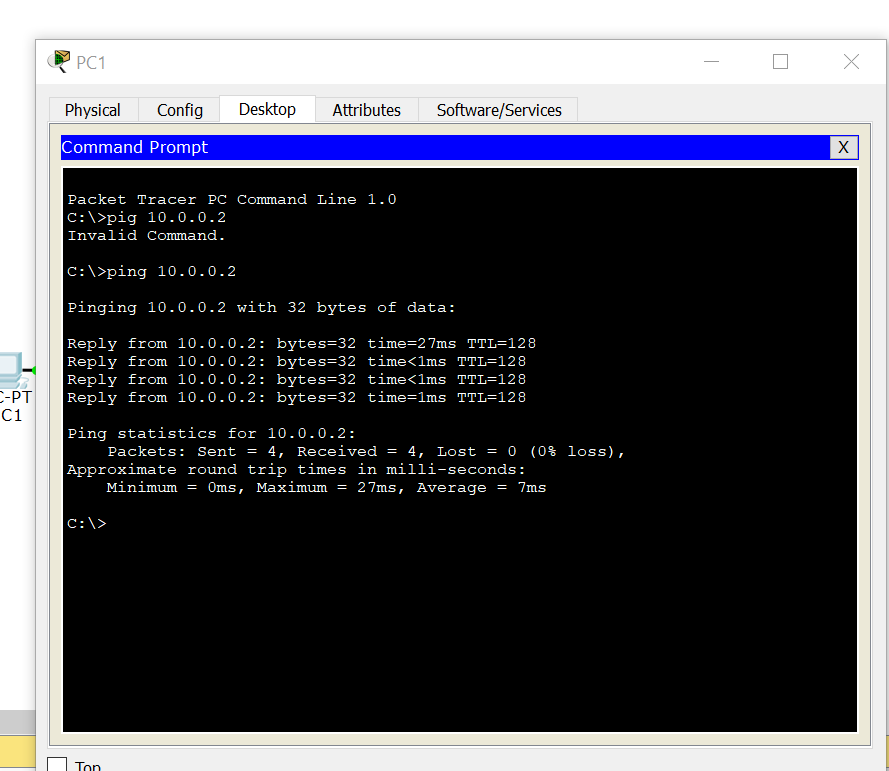 PC1
Physical Config Desktop Attributes Software/Services
Command Prompt X
Packet Tracer PC Command Line 1.0
C:\>pig 10.0.0.2
Invalid Command.
C:\>ping 10.0.0.2
Pinging 10.0.0.2 with 32 bytes of data:
Reply from 10.0.0.2: bytes=32 time=27ms TTL=128
Reply from 10.0.0.2: bytes=32 time<1ms TTL=128
Reply from 10.0.0.2: bytes=32 time<1ms TTL=128
Reply from 10.0.0.2: bytes=32 time=1ms TTL=128
Ping statistics for 10.0.0.2:
Packets: Sent = 4, Received = 4, Lost = 0 (0% loss),
Approximate round trip times in milli-seconds:
Minimum = 0ms, Maximum = 27ms, Average = 7ms
C:\>
C-PT
C1
Top